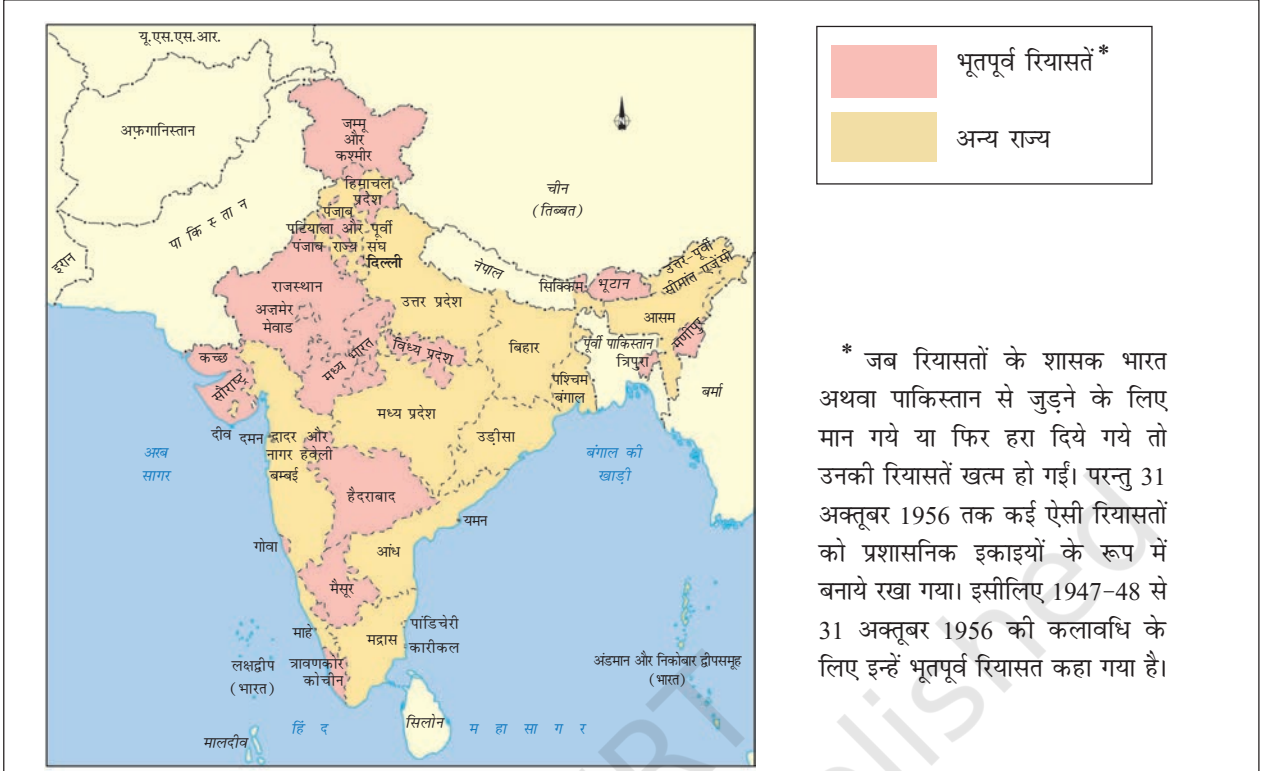 यू.एस.एस.आर.
अफ़गानिस्तान
जम्मू
और
कश्मीर
हिमाचल
प्रदेश
चीन
(तिब्बत)
पंजाब
पाकिस्तान
पटियाला और पूर्वी
पंजाब राज्य संघ
ईरान
दिल्ली
नेपाल
उत्तर-पूर्वी
सीमांत एजेंसी
सिक्किम
भूटान
राजस्थान
उत्तर प्रदेश
अजमेर
मेवाड
आसम
मणीपुर
बिहार
पूर्वी पाकिस्तान
त्रिपुरा
कच्छ
मध्य भारत
विंध्य प्रदेश
सौराष्ट्र
पश्चिम
बंगाल
बर्मा
मध्य प्रदेश
दीव
दमन
द्रादर और
नागर हवेली
उड़ीसा
अरब
सागर
बम्बई
बंगाल की
खाड़ी
हैदराबाद
यमन
गोवा
आंध
मैसूर
माहे
मद्रास
पांडिचेरी
कारीकल
लक्षद्वीप
(भारत)
त्रावणकोर
कोचीन
अंडमान और निकोबार द्वीपसमूह
(भारत)
सिलोन
हिंद महासागर
मालदीव
भूतपूर्व रियासतें*
अन्य राज्य
* जब रियासतों के शासक भारत
अथवा पाकिस्तान से जुड़ने के लिए
मान गये या फिर हरा दिये गये तो
उनकी रियासतें खत्म हो गईं। परन्तु 31
अक्तूबर 1956 तक कई ऐसी रियासतों
को प्रशासनिक इकाइयों के रूप में
बनाये रखा गया। इसीलिए 1947-48 से
31 अक्तूबर 1956 की कलावधि के
लिए इन्हें भूतपूर्व रियासत कहा गया है।